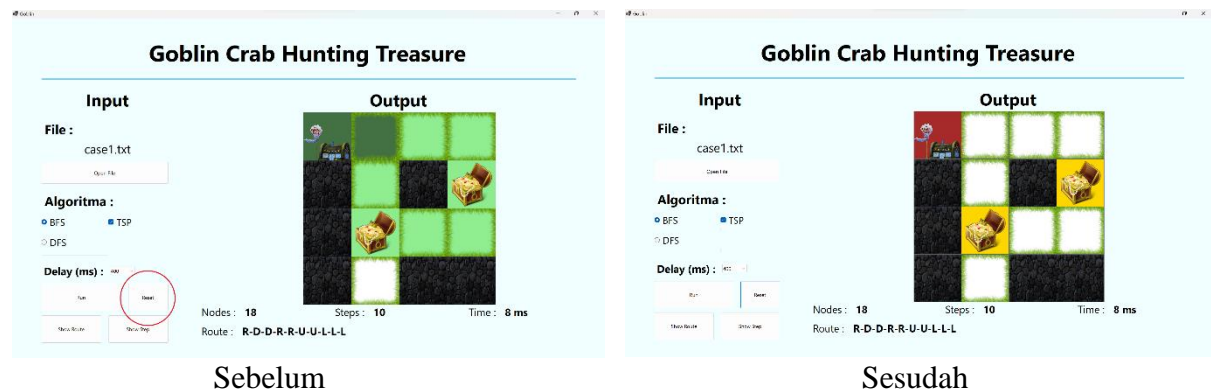 Goblin
Goblin Crab Hunting Treasure
Input
Output
File :
case1.txt
Open File
Algoritma :
BFS
TSP
DFS
Delay (ms) :
Run
Reset
Show Route
Show Step
Nodes : 18
Steps : 10
Time : 8 ms
Route : R-D-D-R-R-U-U-L-L-L
Goblin Crab Hunting Treasure
Input
Output
File :
case1.txt
Open File
Algoritma :
BFS
TSP
DFS
Delay (ms) :
Run
Reset
Show Route
Show Step
Nodes : 18
Steps : 10
Time : 8 ms
Route : R-D-D-R-R-U-U-L-L-L
Sebelum
Sesudah